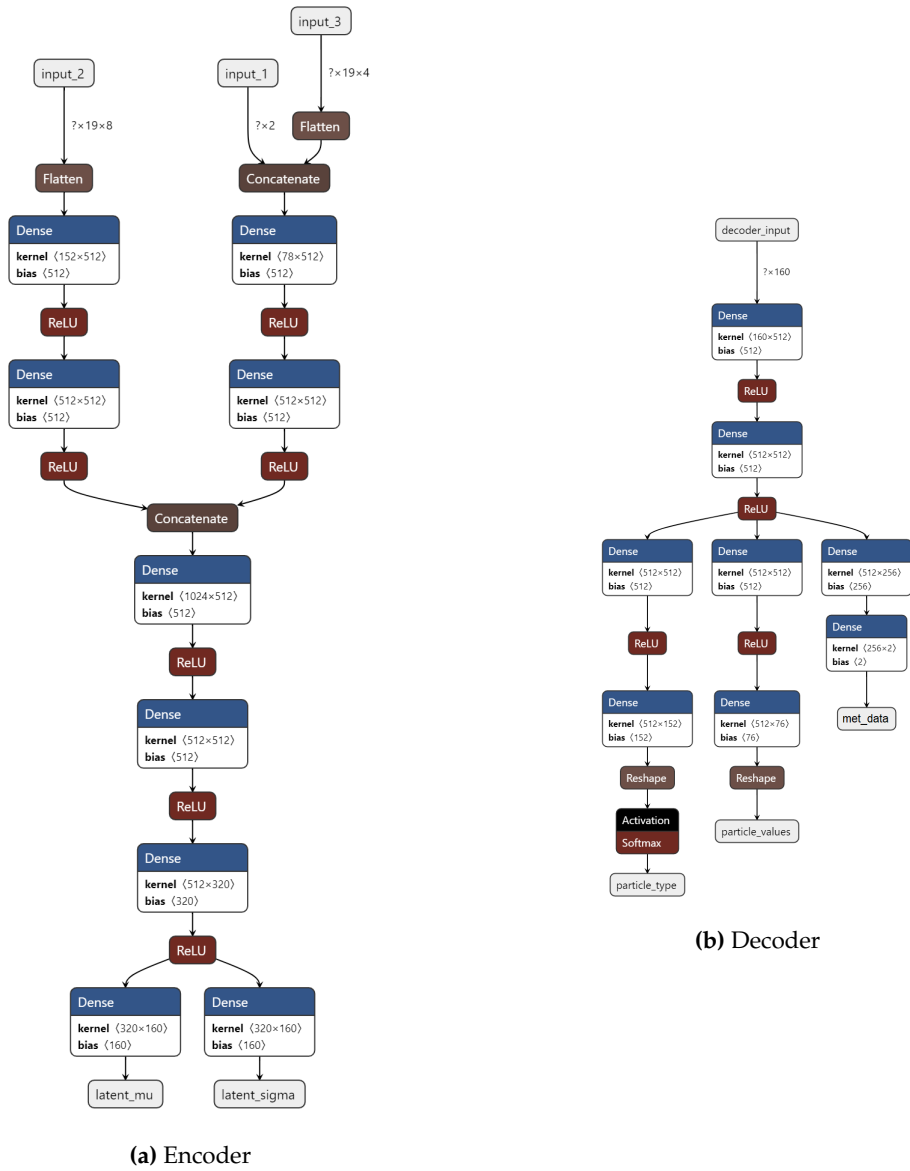 input_3
input_2
input_1
?×19×4
?×19×8
?×2
Flatten
Flatten
Concatenate
Dense
kernel ⟨152×512⟩
bias ⟨512⟩
Dense
kernel ⟨78×512⟩
bias ⟨512⟩
ReLU
ReLU
Dense
kernel ⟨512×512⟩
bias ⟨512⟩
Dense
kernel ⟨512×512⟩
bias ⟨512⟩
ReLU
ReLU
Concatenate
Dense
kernel ⟨1024×512⟩
bias ⟨512⟩
ReLU
Dense
kernel ⟨512×512⟩
bias ⟨512⟩
ReLU
Dense
kernel ⟨512×320⟩
bias ⟨320⟩
ReLU
Dense
kernel ⟨320×160⟩
bias ⟨160⟩
Dense
kernel ⟨320×160⟩
bias ⟨160⟩
latent_mu
latent_sigma
(a) Encoder
decoder_input
?×160
Dense
kernel ⟨160×512⟩
bias ⟨512⟩
ReLU
Dense
kernel ⟨512×512⟩
bias ⟨512⟩
ReLU
Dense
kernel ⟨512×512⟩
bias ⟨512⟩
Dense
kernel ⟨512×512⟩
bias ⟨512⟩
Dense
kernel ⟨512×256⟩
bias ⟨256⟩
ReLU
ReLU
Dense
kernel ⟨256×2⟩
bias ⟨2⟩
Dense
kernel ⟨512×152⟩
bias ⟨152⟩
Dense
kernel ⟨512×76⟩
bias ⟨76⟩
met_data
Reshape
Reshape
Activation
Softmax
particle_values
particle_type
(b) Decoder